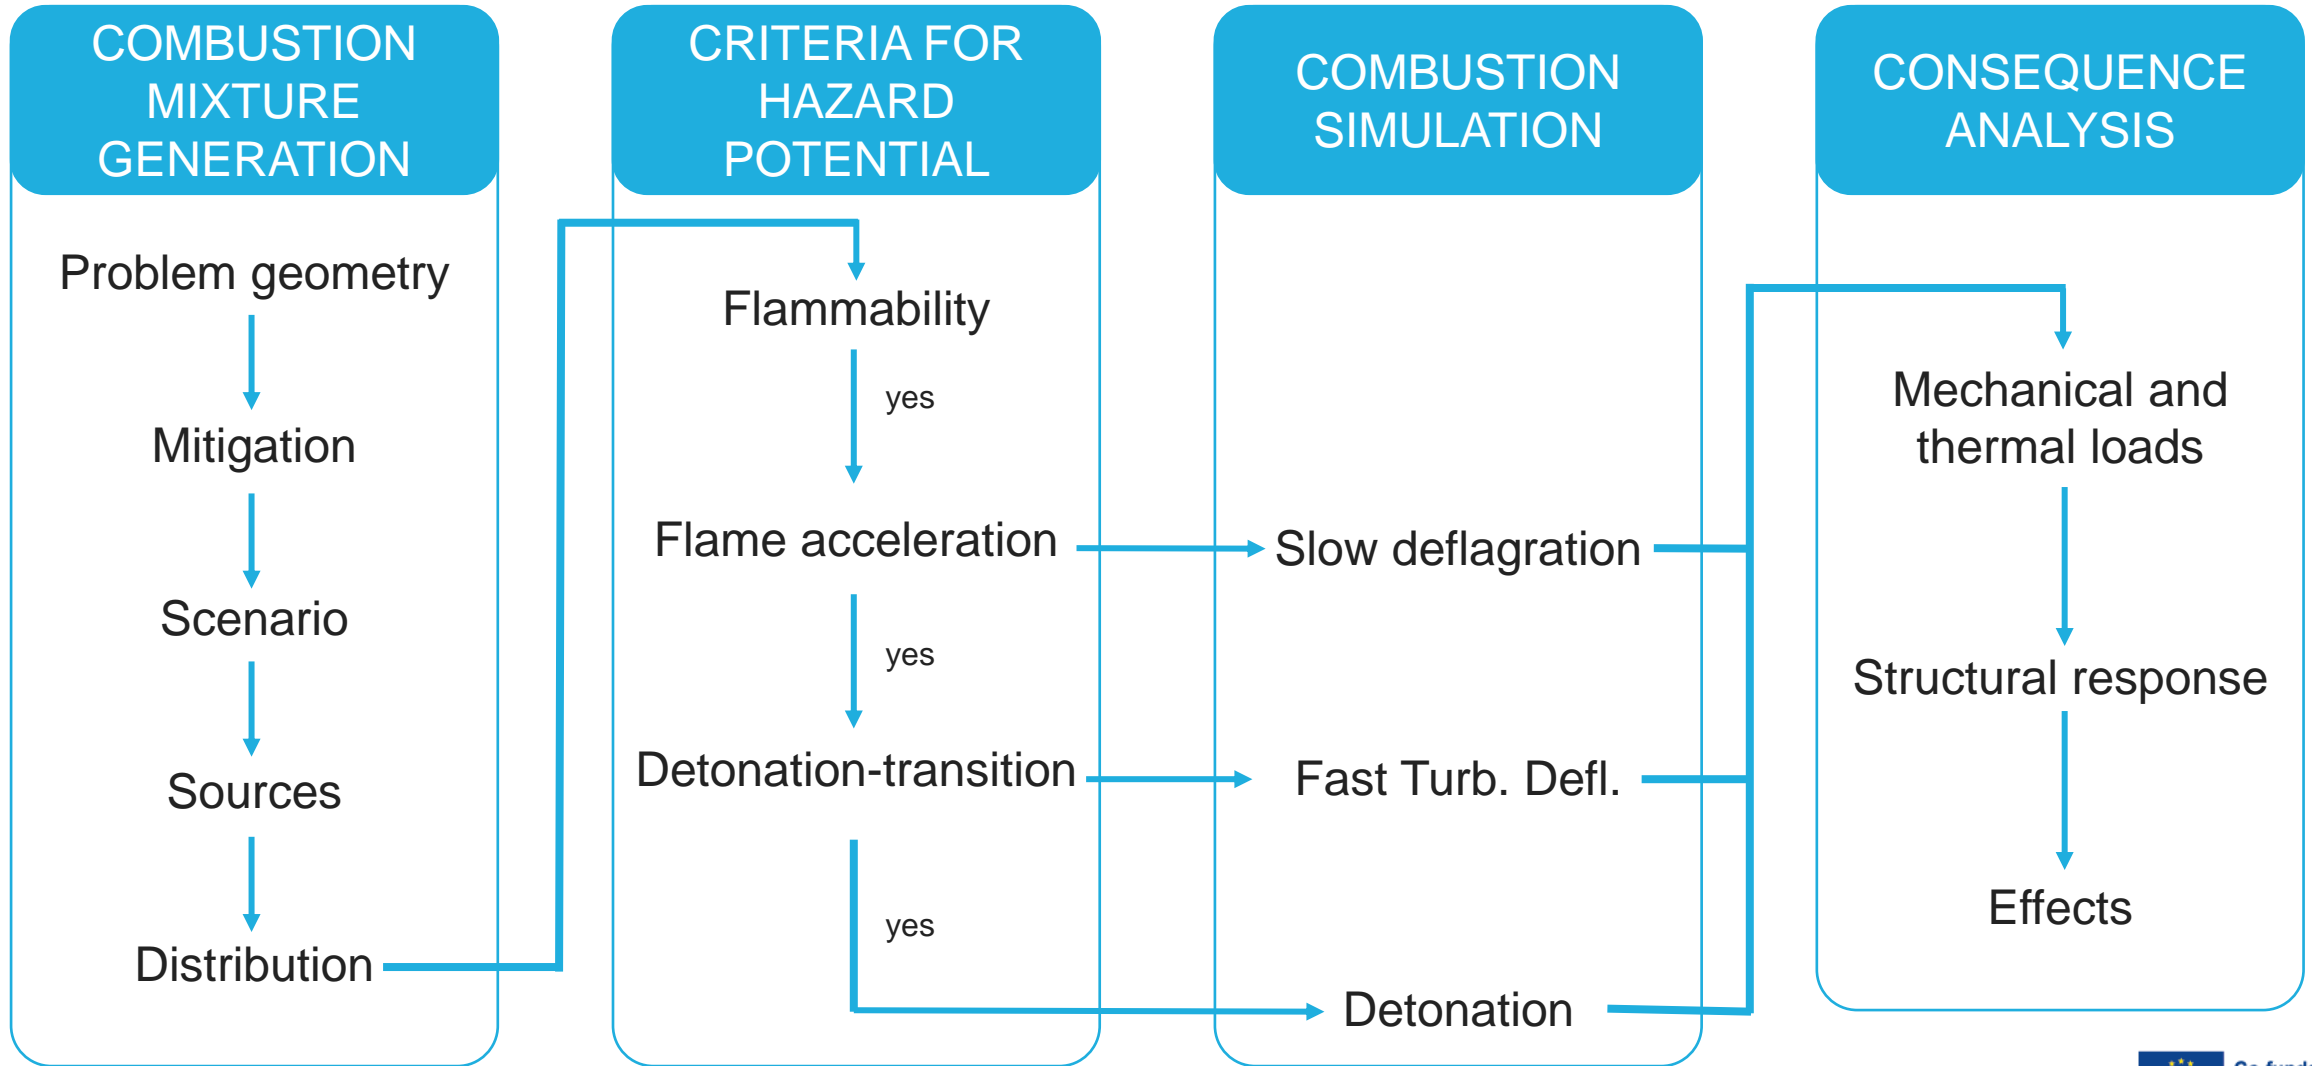 COMBUSTION
MIXTURE
GENERATION
Problem geometry
Mitigation
Scenario
Sources
Distribution
CRITERIA FOR
HAZARD
POTENTIAL
Flammability
yes
Flame acceleration
yes
Detonation-transition
yes
COMBUSTION
SIMULATION
Slow deflagration
Fast Turb. Defl.
Detonation
CONSEQUENCE
ANALYSIS
Mechanical and
thermal loads
Structural response
Effects